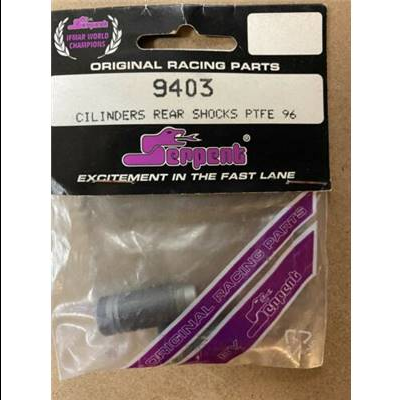 Serpent
IFMAR WORLD
CHAMPIONS
ORIGINAL RACING PARTS
9403
CILINDERS REAR SHOCKS PTFE 96
Serpent
EXCITEMENT IN THE FAST LANE
ORIGINAL RACING PARTS
Serpent